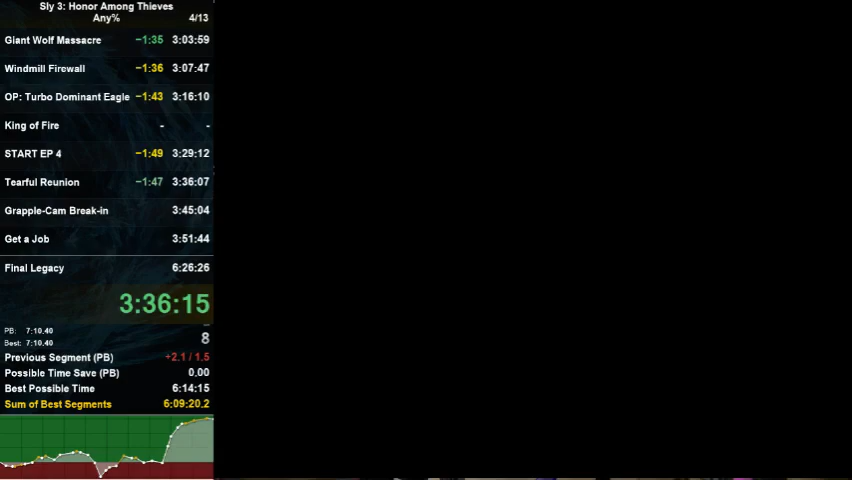 Sly 3: Honor Among Thieves
Any% 4/13
Giant Wolf Massacre −1:35 3:03:59
Windmill Firewall −1:36 3:07:47
OP: Turbo Dominant Eagle −1:43 3:16:10
King of Fire - -
START EP 4 −1:49 3:29:12
Tearful Reunion −1:47 3:36:07
Grapple-Cam Break-in 3:45:04
Get a Job 3:51:44
Final Legacy 6:26:26
3:36:15
PB: 7:10.40
Best: 7:10.40
8
Previous Segment (PB) +2.1 / 1.5
Possible Time Save (PB) 0.00
Best Possible Time 6:14:15
Sum of Best Segments 6:09:20.2